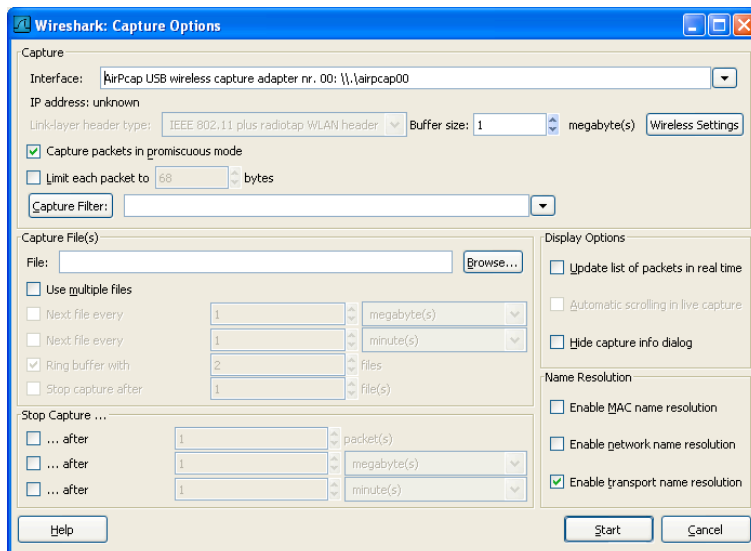 Wireshark: Capture Options
Capture
Interface: AirPcap USB wireless capture adapter nr. 00: \\.\airpcap00
IP address: unknown
Link-layer header type: IEEE 802.11 plus radiotap WLAN header Buffer size: 1 megabyte(s) Wireless Settings
Capture packets in promiscuous mode
Limit each packet to 68 bytes
Capture Filter:
Capture File(s)
File: Browse...
Use multiple files
Next file every 1 megabyte(s)
Next file every 1 minute(s)
Ring buffer with 2 files
Stop capture after 1 file(s)
Stop Capture ...
... after 1 packet(s)
... after 1 megabyte(s)
... after 1 minute(s)
Display Options
Update list of packets in real time
Automatic scrolling in live capture
Hide capture info dialog
Name Resolution
Enable MAC name resolution
Enable network name resolution
Enable transport name resolution
Help Start Cancel